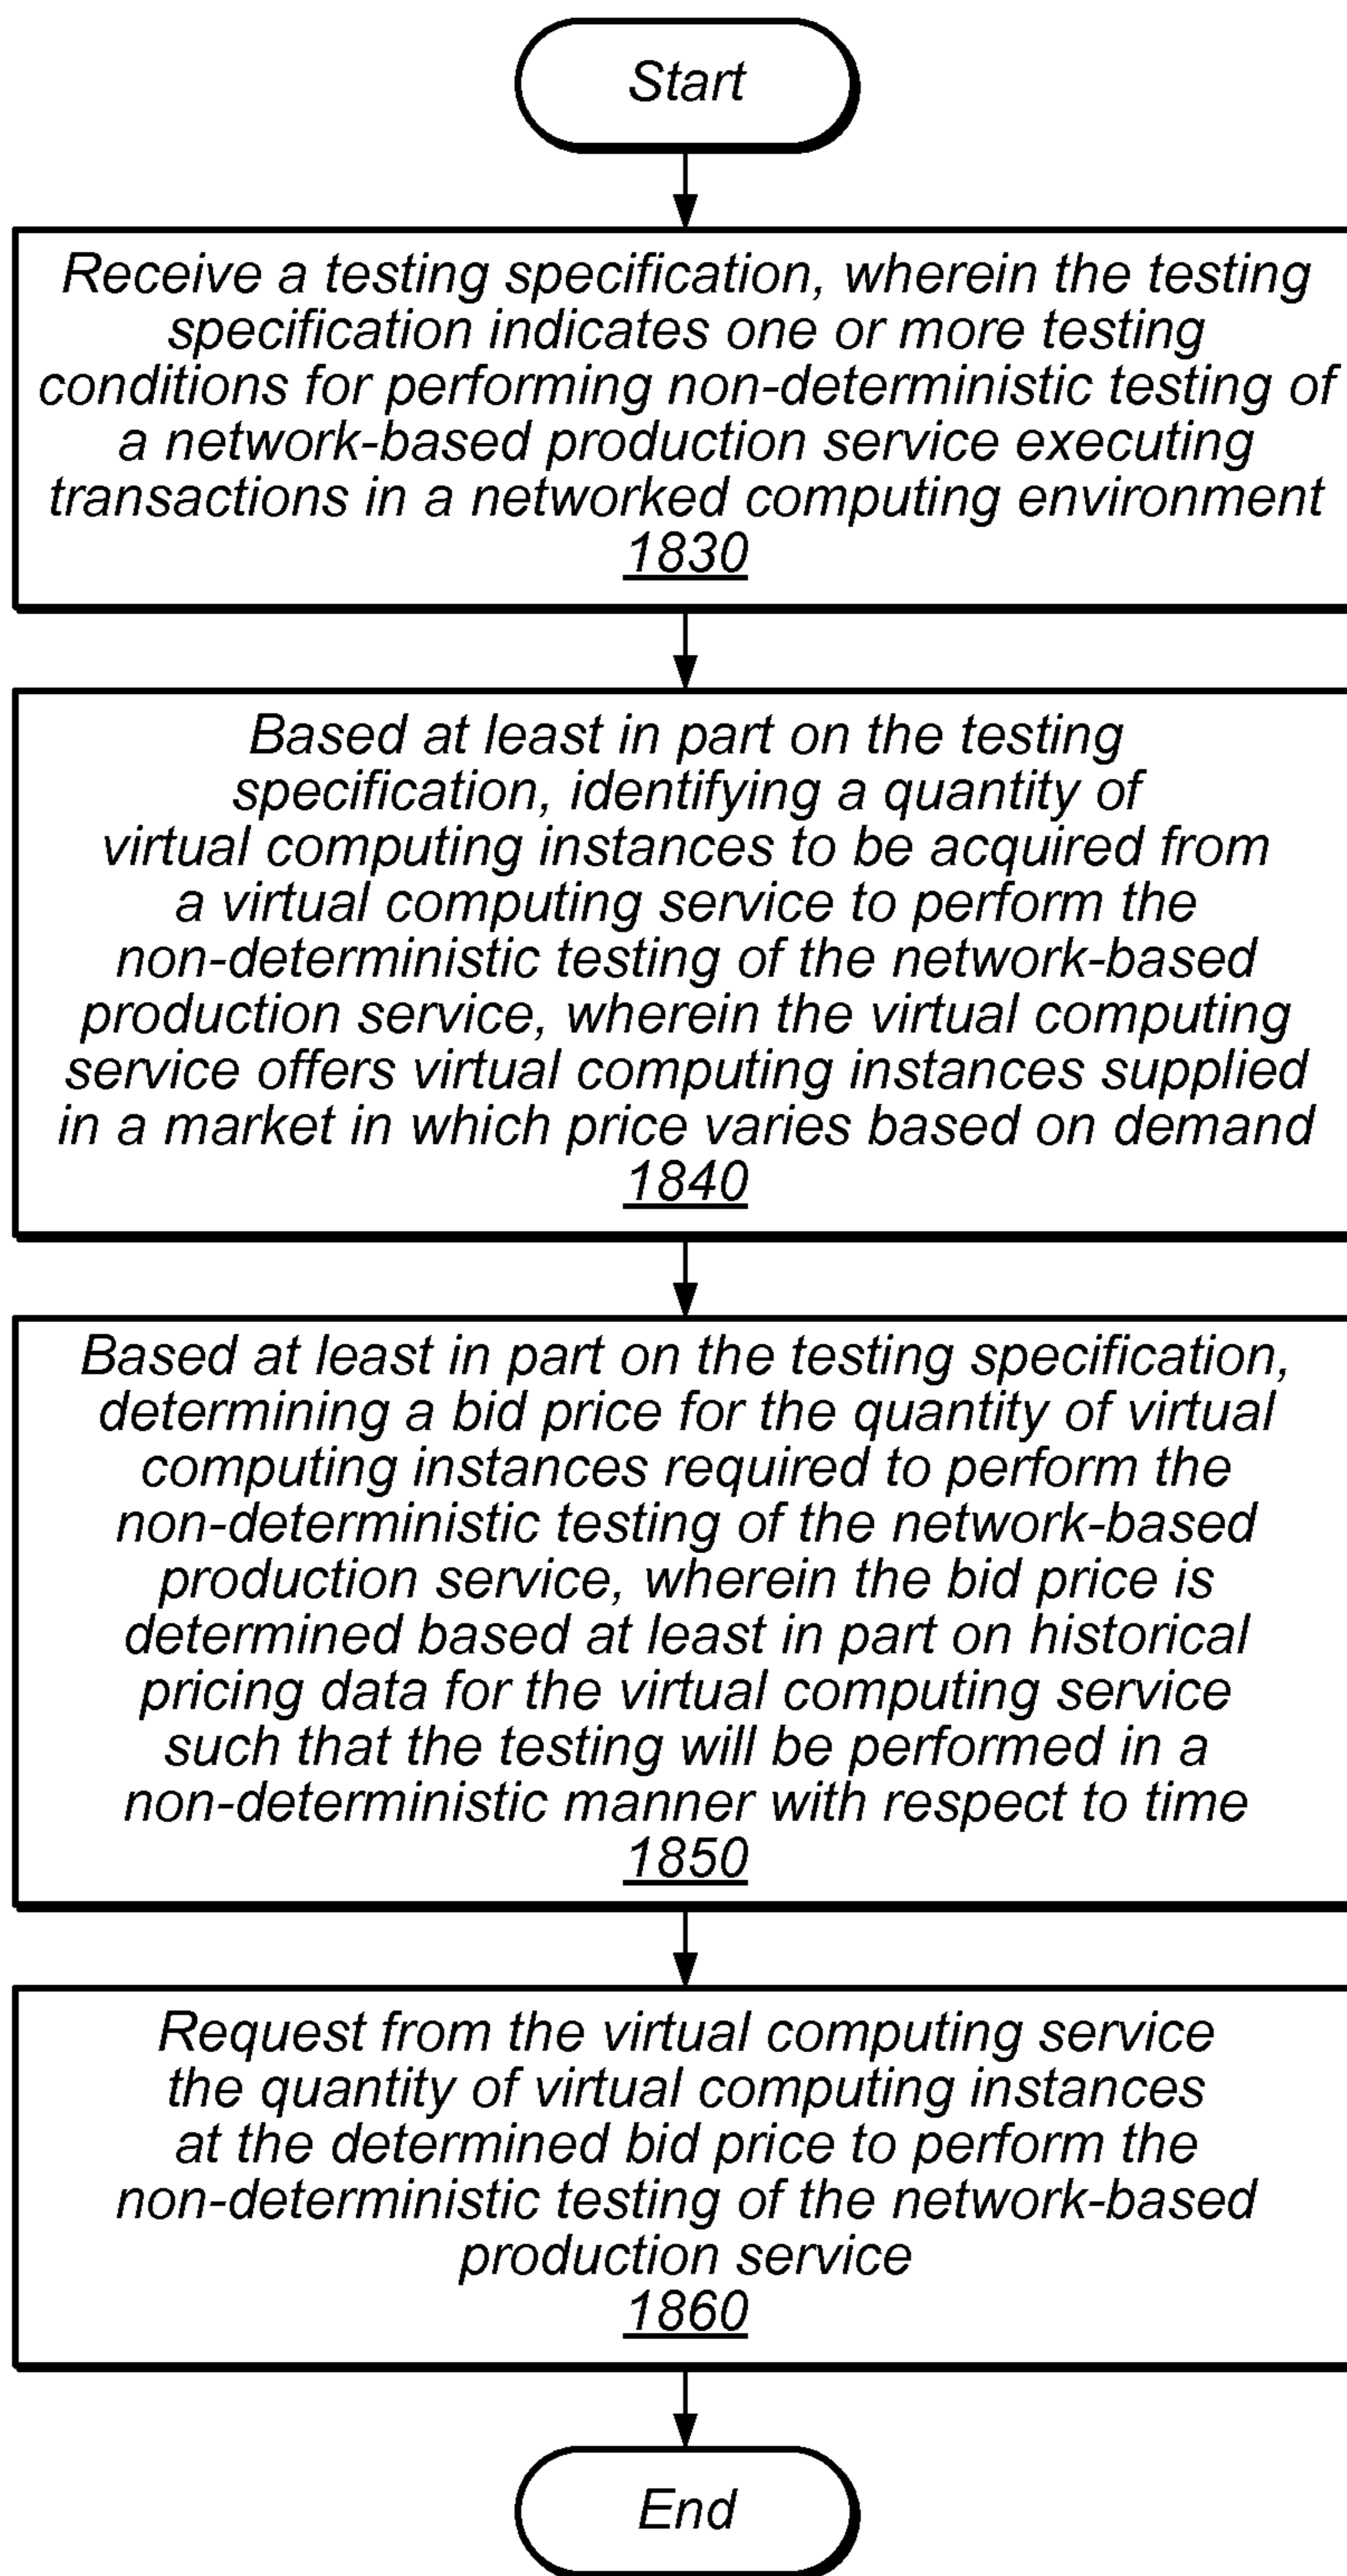 Start
Receive a testing specification, wherein the testing
specification indicates one or more testing
conditions for performing non-deterministic testing of
a network-based production service executing
transactions in a networked computing environment
1830
Based at least in part on the testing
specification, identifying a quantity of
virtual computing instances to be acquired from
a virtual computing service to perform the
non-deterministic testing of the network-based
production service, wherein the virtual computing
service offers virtual computing instances supplied
in a market in which price varies based on demand
1840
Based at least in part on the testing specification,
determining a bid price for the quantity of virtual
computing instances required to perform the
non-deterministic testing of the network-based
production service, wherein the bid price is
determined based at least in part on historical
pricing data for the virtual computing service
such that the testing will be performed in a
non-deterministic manner with respect to time
1850
Request from the virtual computing service
the quantity of virtual computing instances
at the determined bid price to perform the
non-deterministic testing of the network-based
production service
1860
End